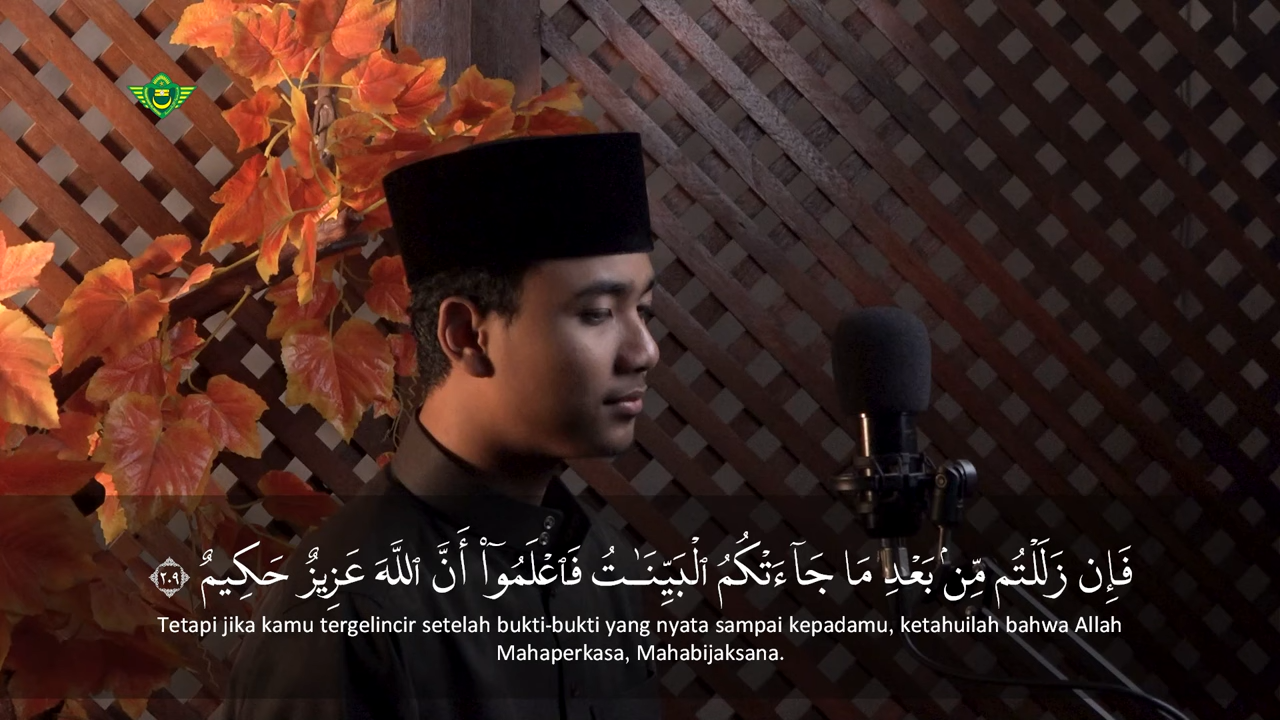 فَإِن زَلَلْتُم مِّنۢ بَعْدِ مَا جَآءَتْكُمُ ٱلْبَيِّنَـٰتُ فَٱعْلَمُوٓا۟ أَنَّ ٱللَّهَ عَزِيزٌ حَكِيمٌ ٢٠٩
Tetapi jika kamu tergelincir setelah bukti-bukti yang nyata sampai kepadamu, ketahuilah bahwa Allah
Mahaperkasa, Mahabijaksana.